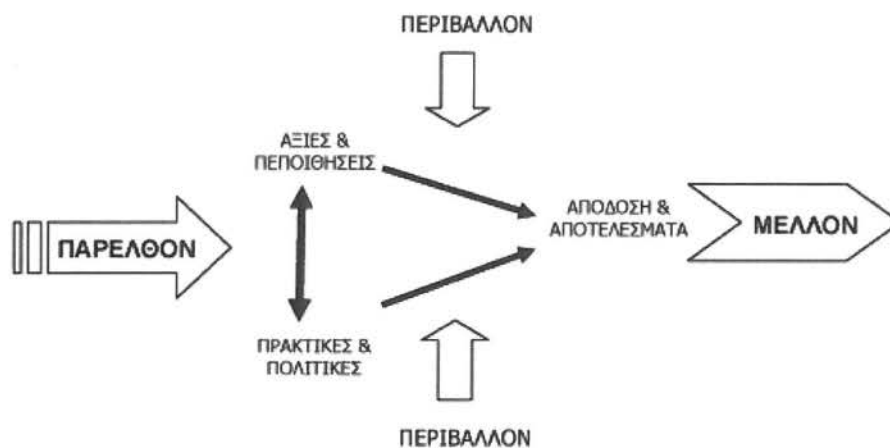 ΠΕΡΙΒΑΛΛΟΝ
ΑΞΙΕΣ &
ΠΕΠΟΙΘΗΣΕΙΣ
ΠΑΡΕΛΘΟΝ
ΑΠΟΔΟΣΗ &
ΑΠΟΤΕΛΕΣΜΑΤΑ
ΜΕΛΛΟΝ
ΠΡΑΚΤΙΚΕΣ &
ΠΟΛΙΤΙΚΕΣ
ΠΕΡΙΒΑΛΛΟΝ